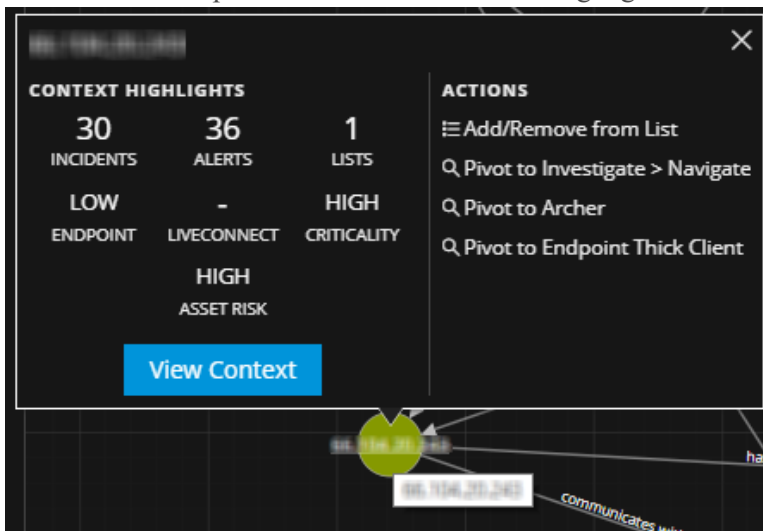 CONTEXT HIGHLIGHTS
30 36 1
INCIDENTS ALERTS LISTS
LOW - HIGH
ENDPOINT LIVECONNECT CRITICALITY
HIGH
ASSET RISK
View Context
ACTIONS
Add/Remove from List
Pivot to Investigate > Navigate
Pivot to Archer
Pivot to Endpoint Thick Client
ha
communicates wi